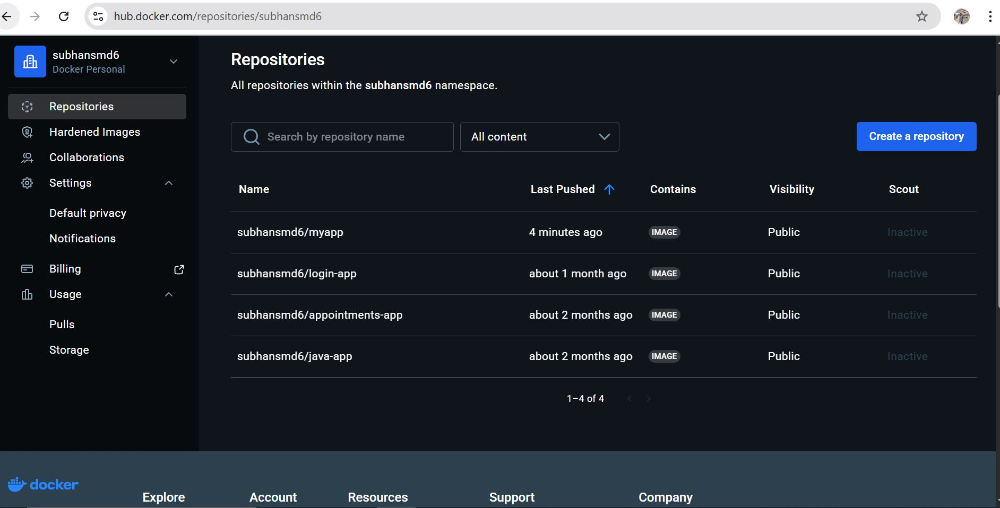 hub.docker.com/repositories/subhansmd6
subhansmd6
Docker Personal
Repositories
Hardened Images
Collaborations
Settings
Default privacy
Notifications
Billing
Usage
Pulls
Storage
Repositories
All repositories within the subhansmd6 namespace.
Search by repository name
All content
Create a repository
Name Last Pushed Contains Visibility Scout
subhansmd6/myapp 4 minutes ago IMAGE Public Inactive
subhansmd6/login-app about 1 month ago IMAGE Public Inactive
subhansmd6/appointments-app about 2 months ago IMAGE Public Inactive
subhansmd6/java-app about 2 months ago IMAGE Public Inactive
1–4 of 4
docker
Explore Account Resources Support Company